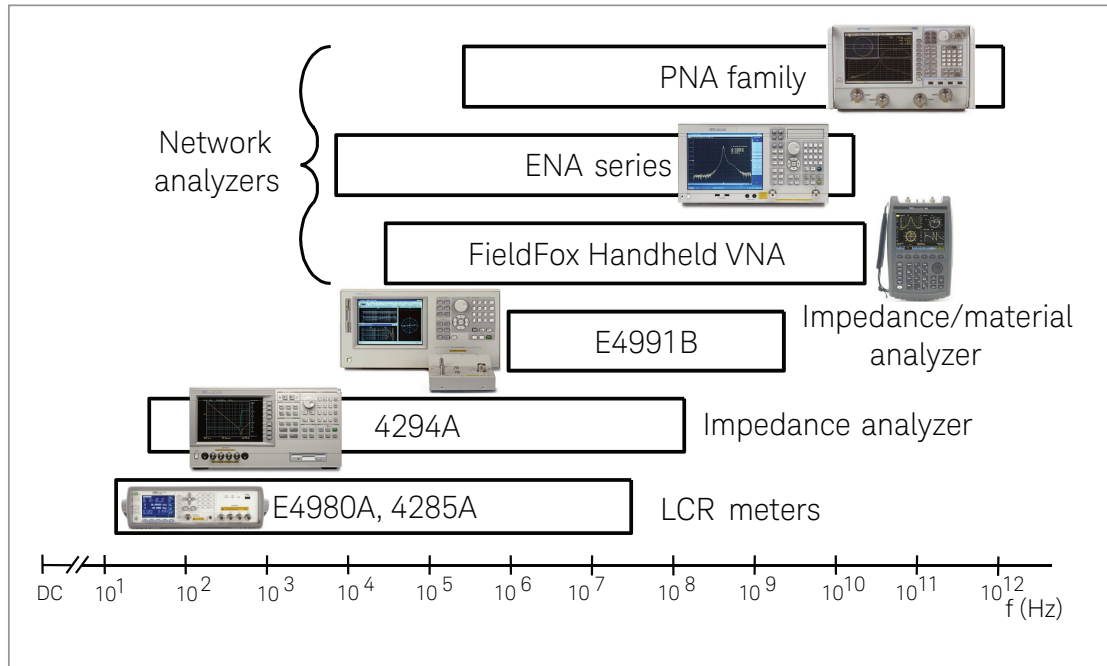 PNA family
Network
analyzers
ENA series
FieldFox Handheld VNA
E4991B
Impedance/material
analyzer
4294A
Impedance analyzer
E4980A, 4285A
LCR meters
DC 10¹ 10² 10³ 10⁴ 10⁵ 10⁶ 10⁷ 10⁸ 10⁹ 10¹⁰ 10¹¹ 10¹²
f (Hz)